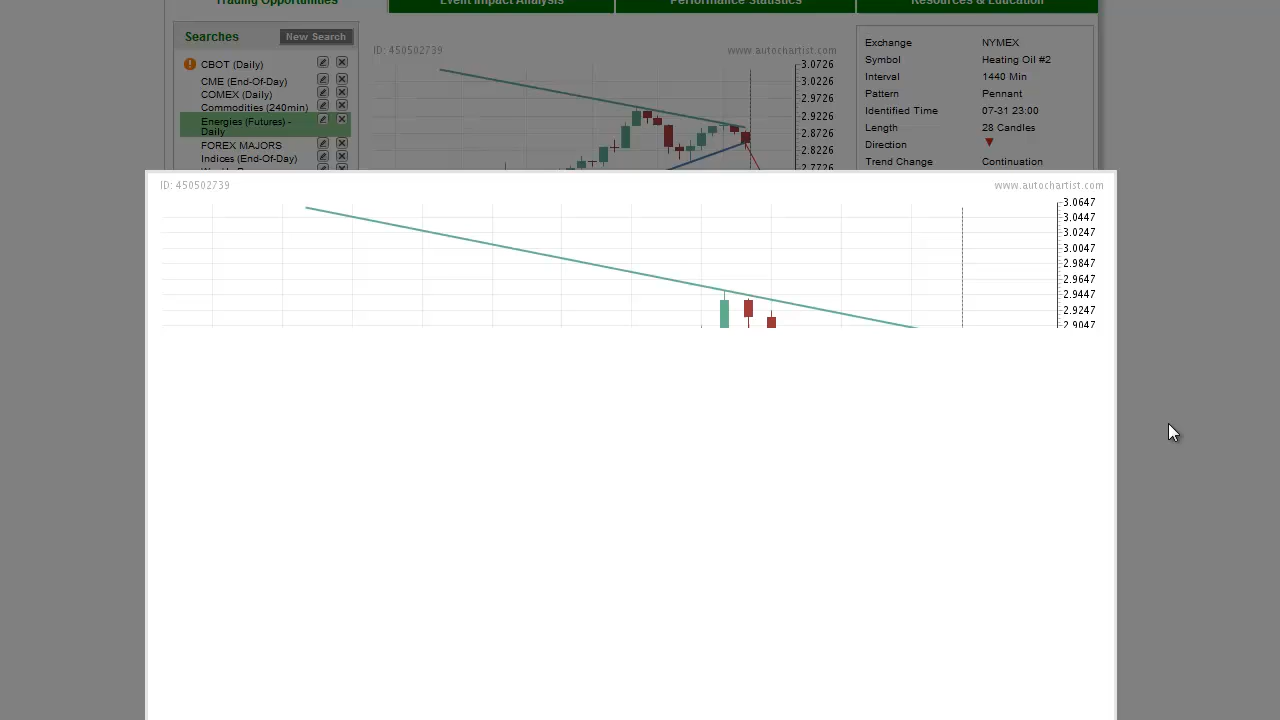 Trading Opportunities
Event Impact Analysis
Performance Statistics
Resources & Education
Searches
New Search
CBOT (Daily)
CME (End-Of-Day)
COMEX (Daily)
Commodities (240min)
Energies (Futures) -
Daily
FOREX MAJORS
Indices (End-Of-Day)
ID: 450502739
www.autochartist.com
3.0726
3.0226
2.9726
2.9226
2.8726
2.8226
2.7726
Exchange NYMEX
Symbol Heating Oil #2
Interval 1440 Min
Pattern Pennant
Identified Time 07-31 23:00
Length 28 Candles
Direction
Trend Change Continuation
ID: 450502739
www.autochartist.com
3.0647
3.0447
3.0247
3.0047
2.9847
2.9647
2.9447
2.9247
2.9047